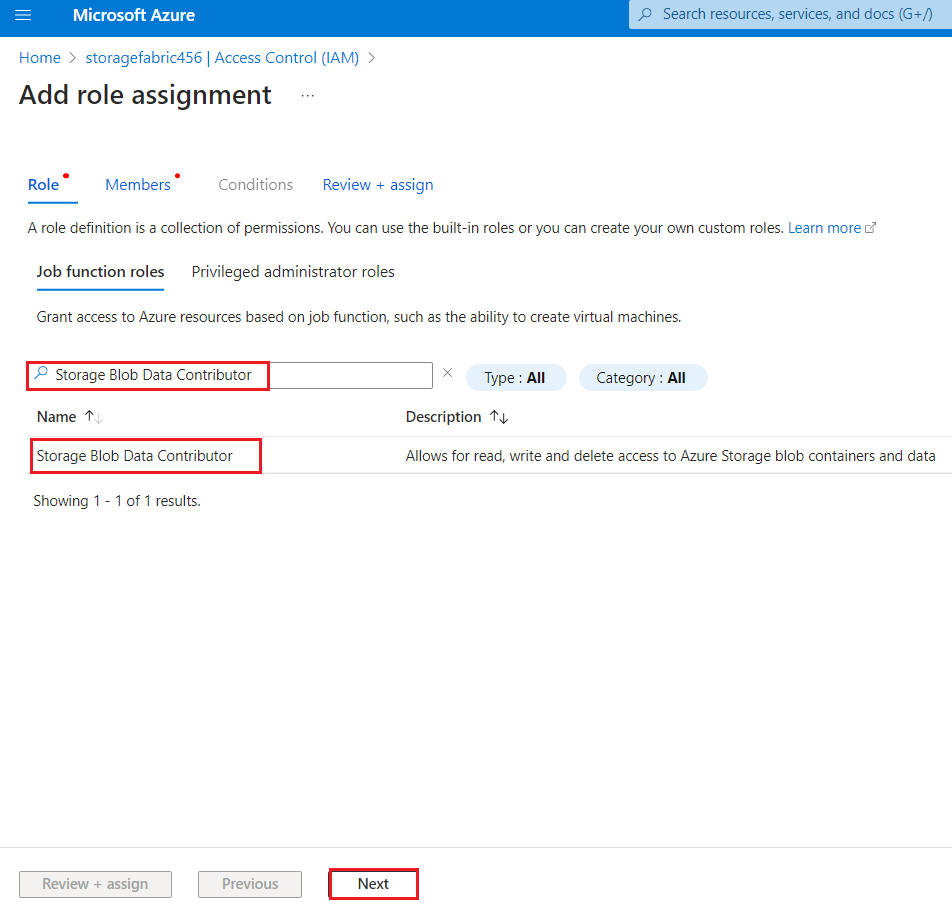 Microsoft Azure
Search resources, services, and docs (G+/)
Home > storagefabric456 | Access Control (IAM) >
Add role assignment ...
Role Members Conditions Review + assign
A role definition is a collection of permissions. You can use the built-in roles or you can create your own custom roles. Learn more
Job function roles Privileged administrator roles
Grant access to Azure resources based on job function, such as the ability to create virtual machines.
Storage Blob Data Contributor × Type : All Category : All
Name ↑↓ Description ↑↓
Storage Blob Data Contributor Allows for read, write and delete access to Azure Storage blob containers and data
Showing 1 - 1 of 1 results.
Review + assign Previous Next